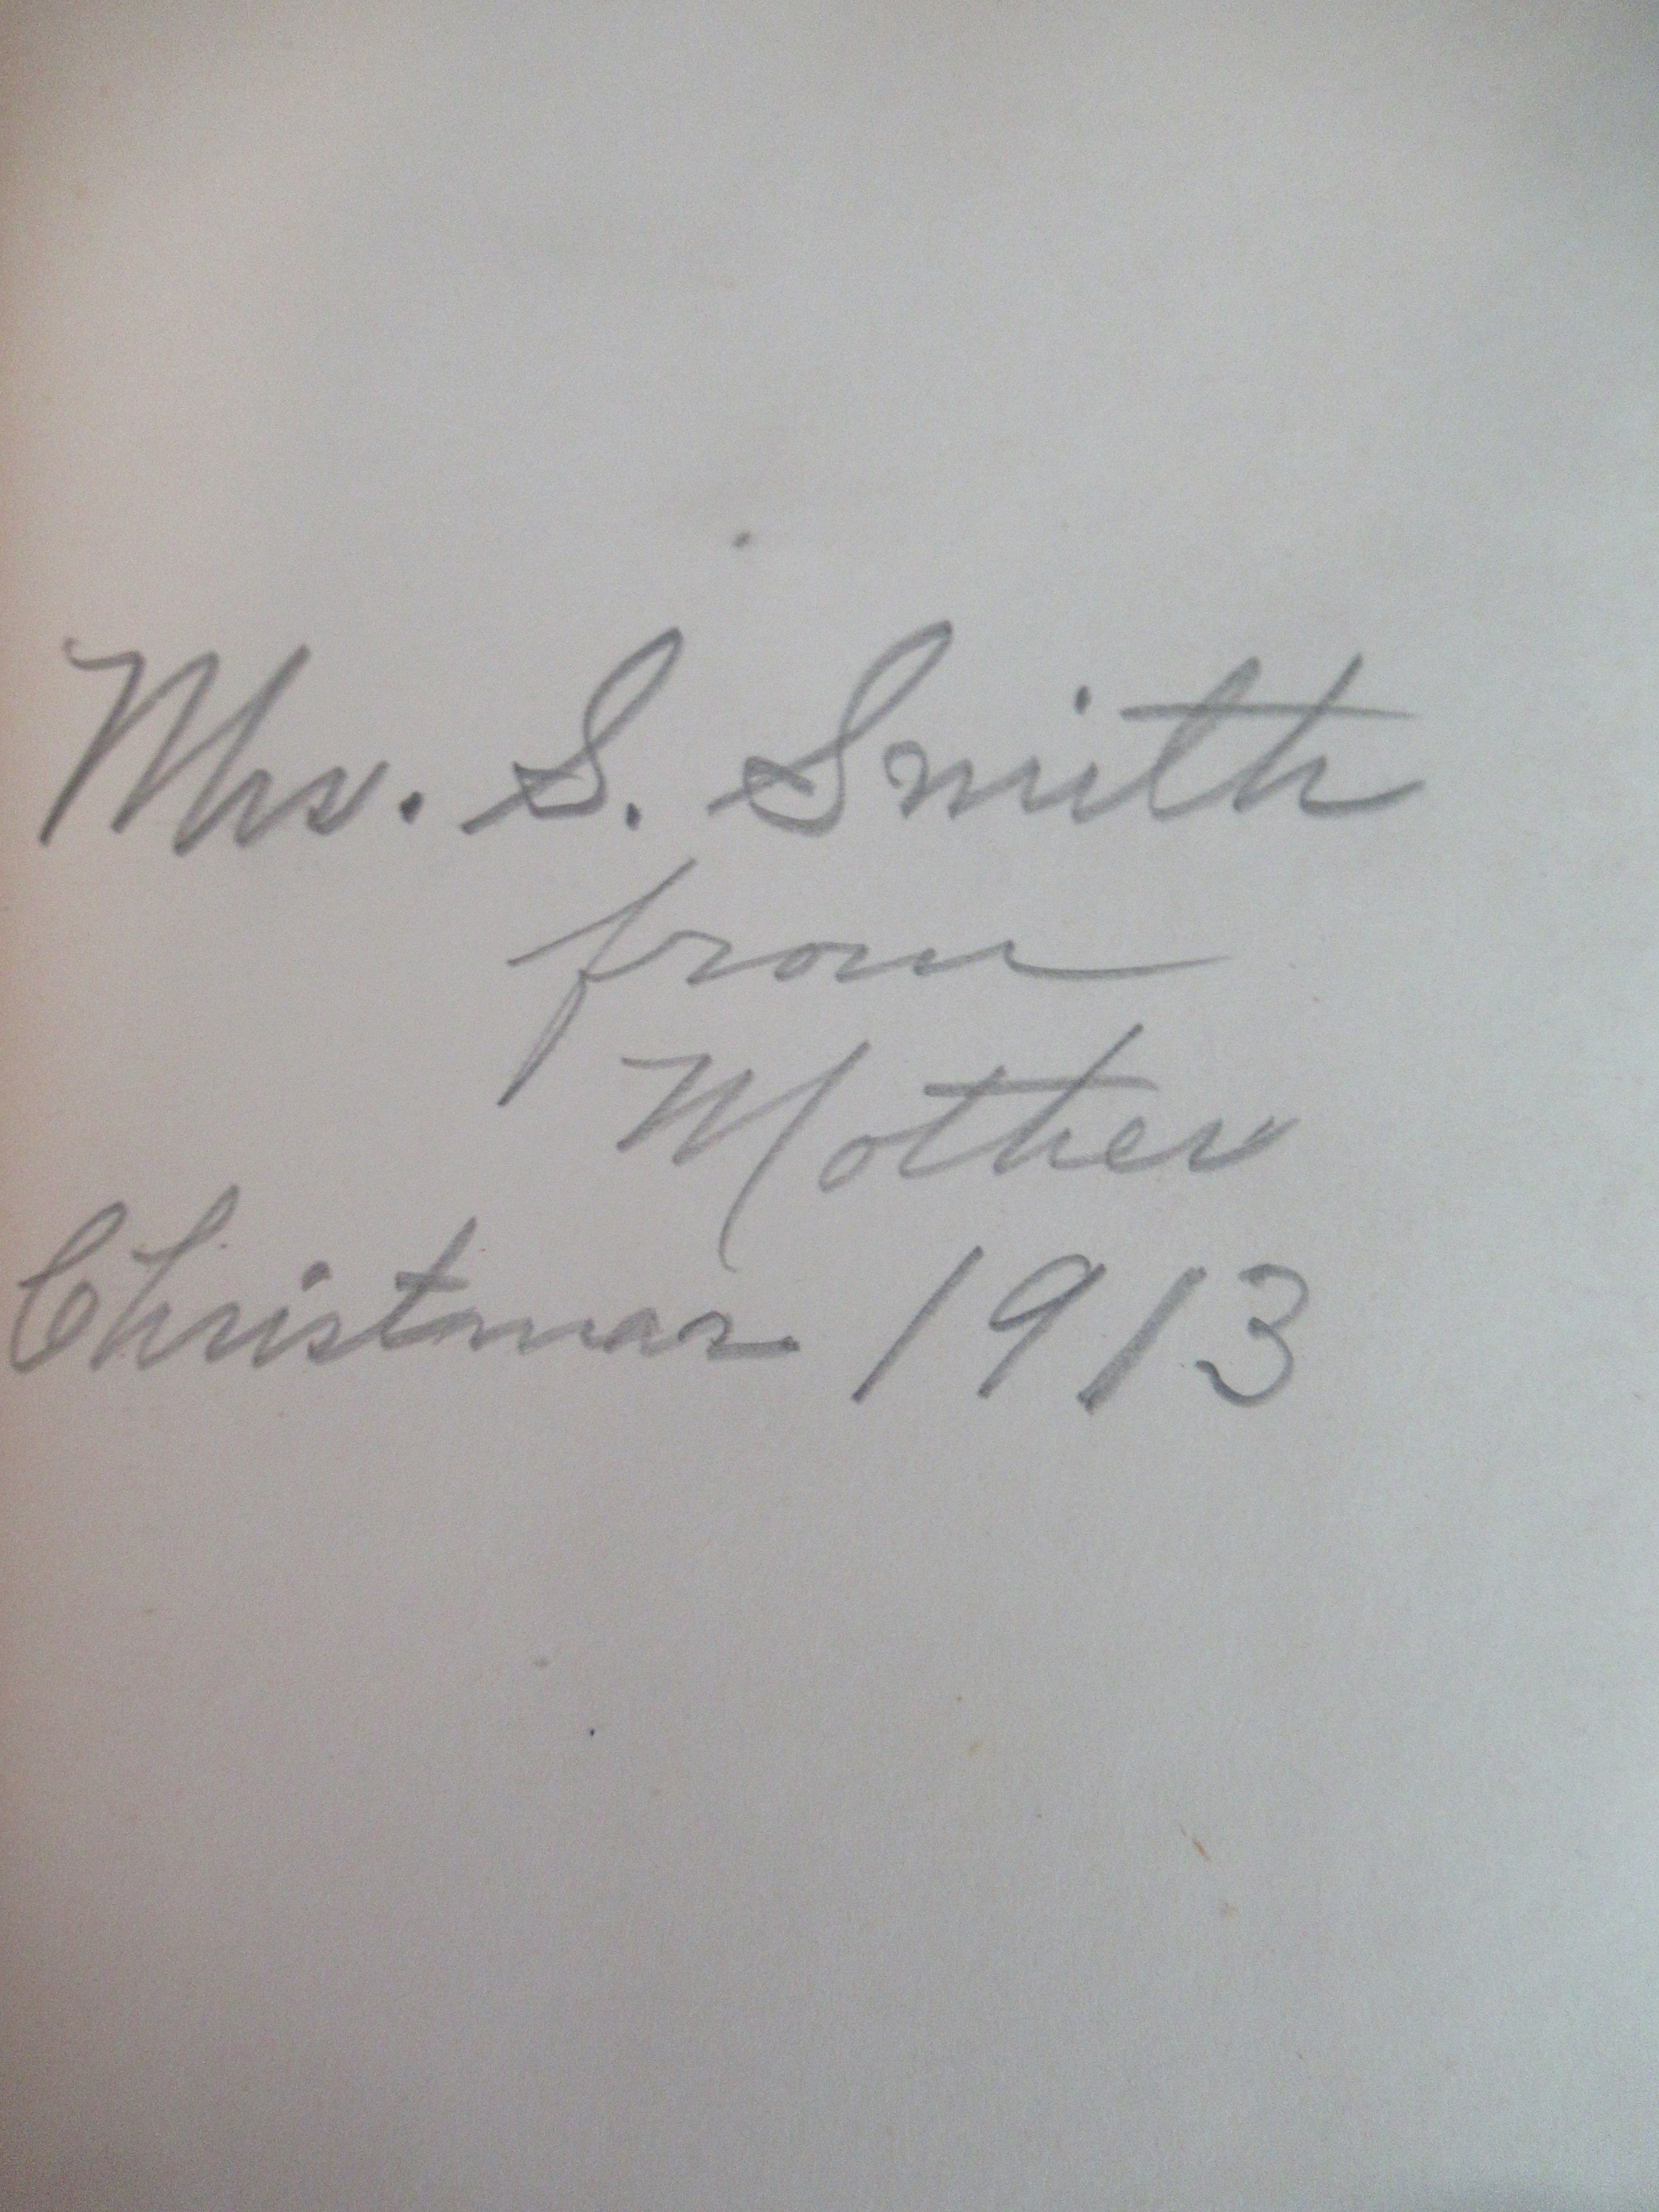 Mrs. S. Smith
from
Mother
Christmas 1913